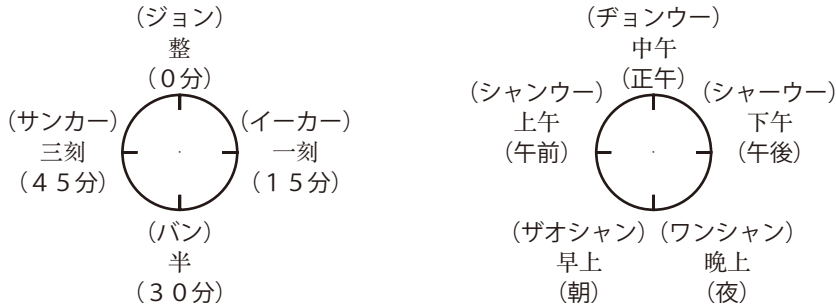 （ジョン）
整
（０分）
（サンカー）
三刻
（４５分）
（イーカー）
一刻
（１５分）
（バン）
半
（３０分）
（ヂョンウー）
中午
（正午）
（シャンウー）
上午
（午前）
（シャーウー）
下午
（午後）
（ザオシャン）
早上
（朝）
（ワンシャン）
晩上
（夜）